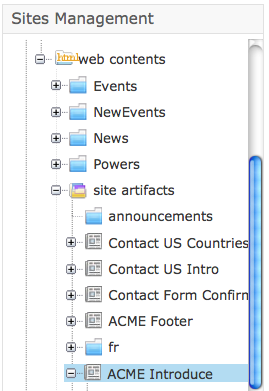 Sites Management
html web contents
Events
NewEvents
News
Powers
site artifacts
announcements
Contact US Countries
Contact US Intro
Contact Form Confirm
ACME Footer
fr
ACME Introduce